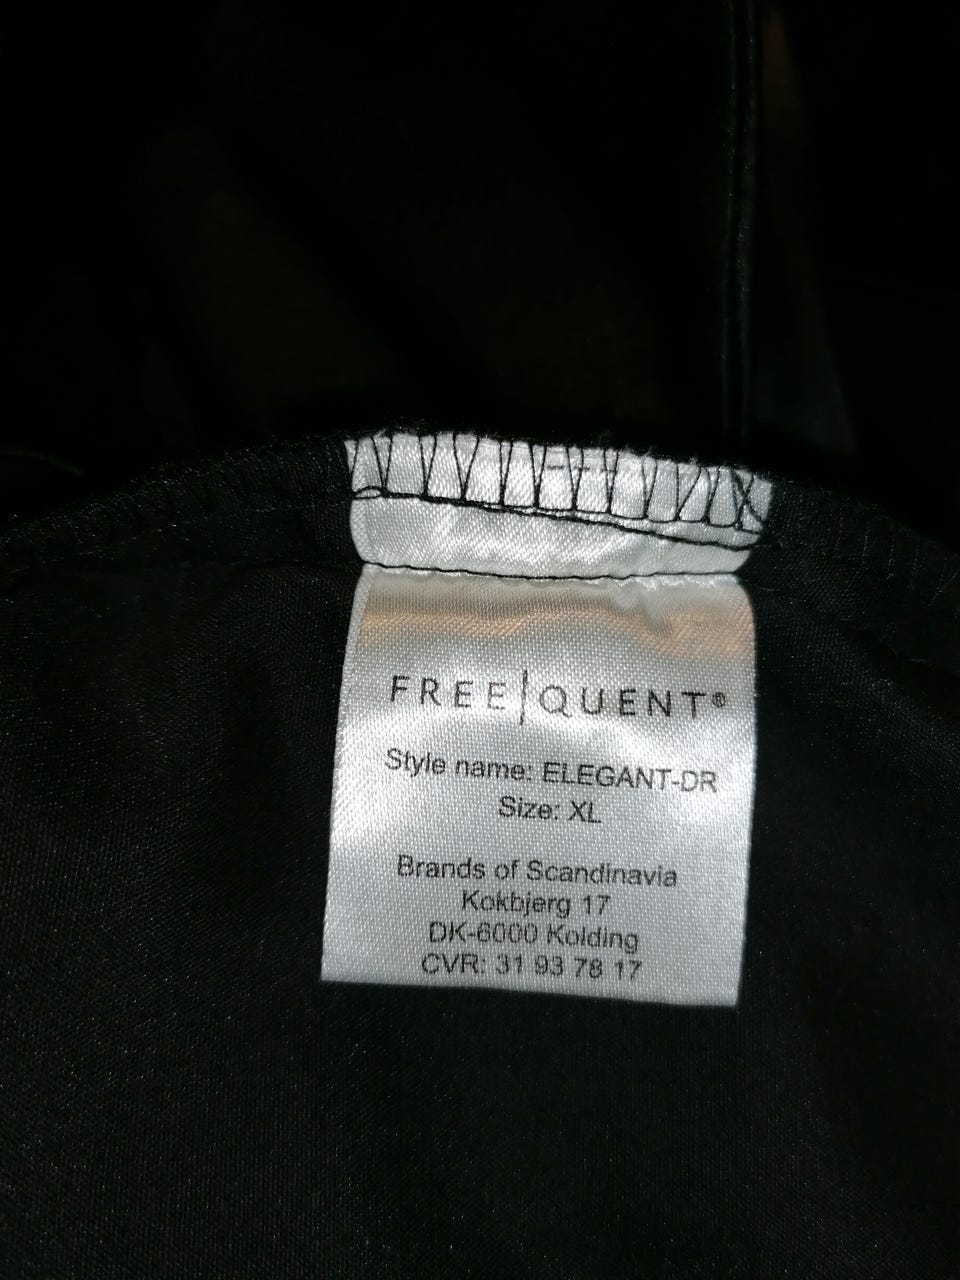 FREE|QUENT®
Style name: ELEGANT-DR
Size: XL
Brands of Scandinavia
Kokbjerg 17
DK-6000 Kolding
CVR: 31 93 78 17